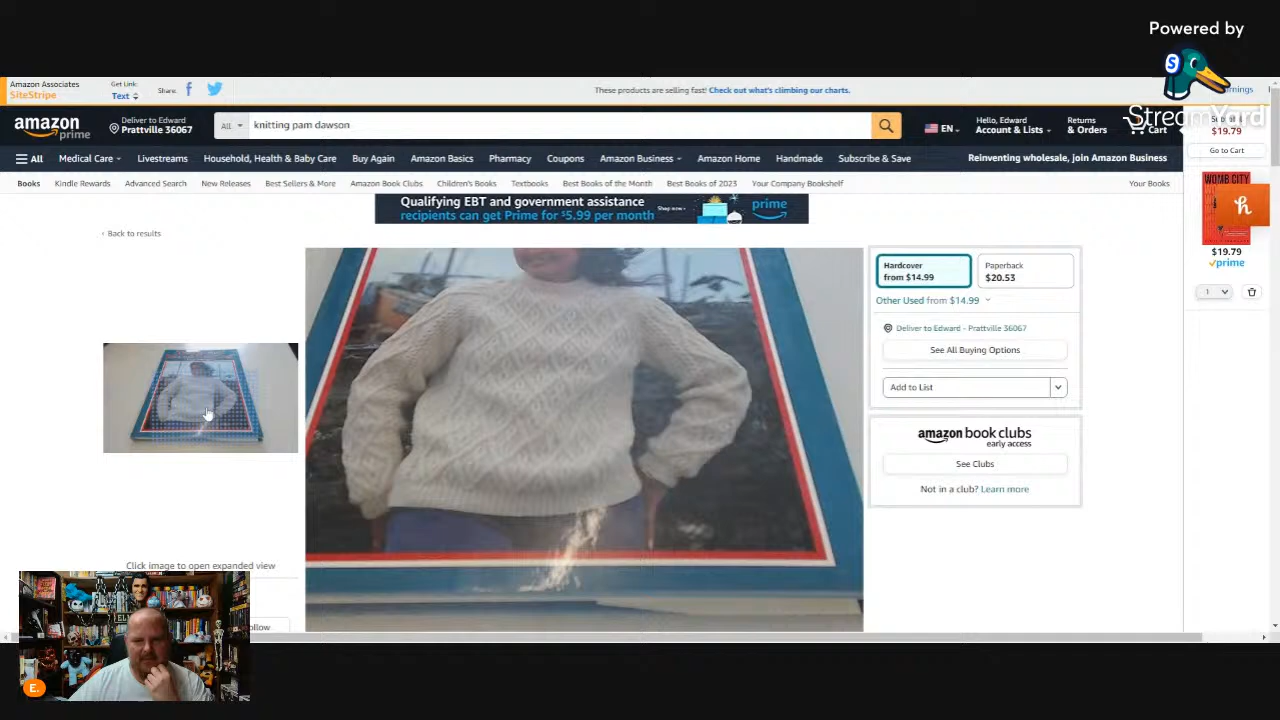 Powered by
StreamYard
Amazon Associates
SiteStripe
Get Link:
Text
Share:
These products are selling fast! Check out what's climbing our charts.
amazon
prime
Deliver to Edward
Prattville 36067
All
knitting pam dawson
EN
Hello, Edward
Account & Lists
Returns
& Orders
Cart
$19.79
Go to Cart
All
Medical Care
Livestreams
Household, Health & Baby Care
Buy Again
Amazon Basics
Pharmacy
Coupons
Amazon Business
Amazon Home
Handmade
Subscribe & Save
Reinventing wholesale, join Amazon Business
Books
Kindle Rewards
Advanced Search
New Releases
Best Sellers & More
Amazon Book Clubs
Children's Books
Textbooks
Best Books of the Month
Best Books of 2023
Your Company Bookshelf
Your Books
Qualifying EBT and government assistance
recipients can get Prime for $5.99 per month
Shop now
prime
WOMB CITY
h
$19.79
prime
1
‹ Back to results
Hardcover
from $14.99
Paperback
$20.53
Other Used from $14.99
Deliver to Edward - Prattville 36067
See All Buying Options
Add to List
amazon book clubs
early access
See Clubs
Not in a club? Learn more
Click image to open expanded view
E.